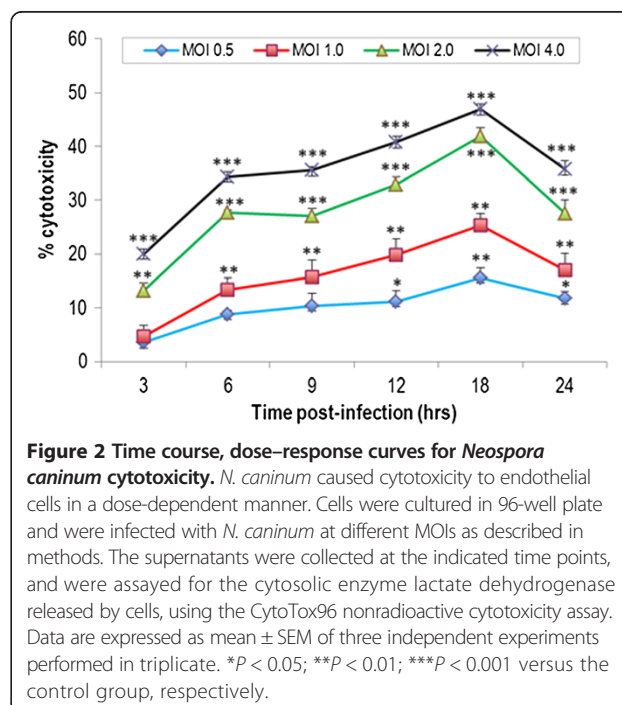 MOI 0.5 MOI 1.0 MOI 2.0 MOI 4.0
60
50
40
30
20
10
0
% cytotoxicity
*** *** *** *** *** ***
** *** *** *** *** ***
** ** ** ** **
* ** *
3 6 9 12 18 24
Time post-infection (hrs)
Figure 2 Time course, dose–response curves for Neospora
caninum cytotoxicity. N. caninum caused cytotoxicity to endothelial
cells in a dose-dependent manner. Cells were cultured in 96-well plate
and were infected with N. caninum at different MOIs as described in
methods. The supernatants were collected at the indicated time points,
and were assayed for the cytosolic enzyme lactate dehydrogenase
released by cells, using the CytoTox96 nonradioactive cytotoxicity assay.
Data are expressed as mean ± SEM of three independent experiments
performed in triplicate. *P < 0.05; **P < 0.01; ***P < 0.001 versus the
control group, respectively.